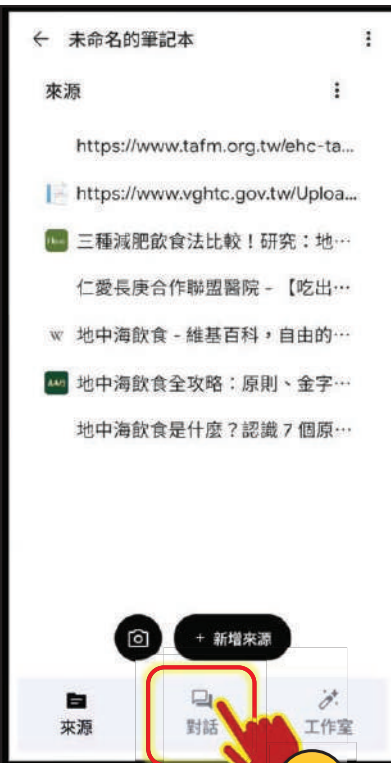 未命名的筆記本
來源
https://www.tafm.org.tw/ehc-ta...
https://www.vghtc.gov.tw/Uploa...
三種減肥飲食法比較！研究：地…
仁愛長庚合作聯盟醫院 - 【吃出…
W 地中海飲食 - 維基百科，自由的…
地中海飲食全攻略：原則、金字…
地中海飲食是什麼？認識 7 個原…
+ 新增來源
來源
對話
工作室